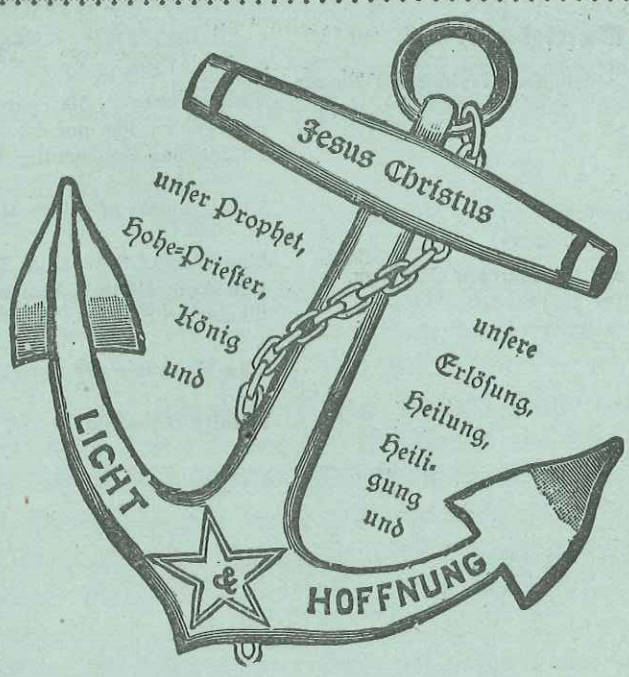 Jesus Christus
unser Prophet,
Hohe-Priester,
König
und
unsere
Erlösung,
Heilung,
Heili-
gung
und
LICHT
&
HOFFNUNG